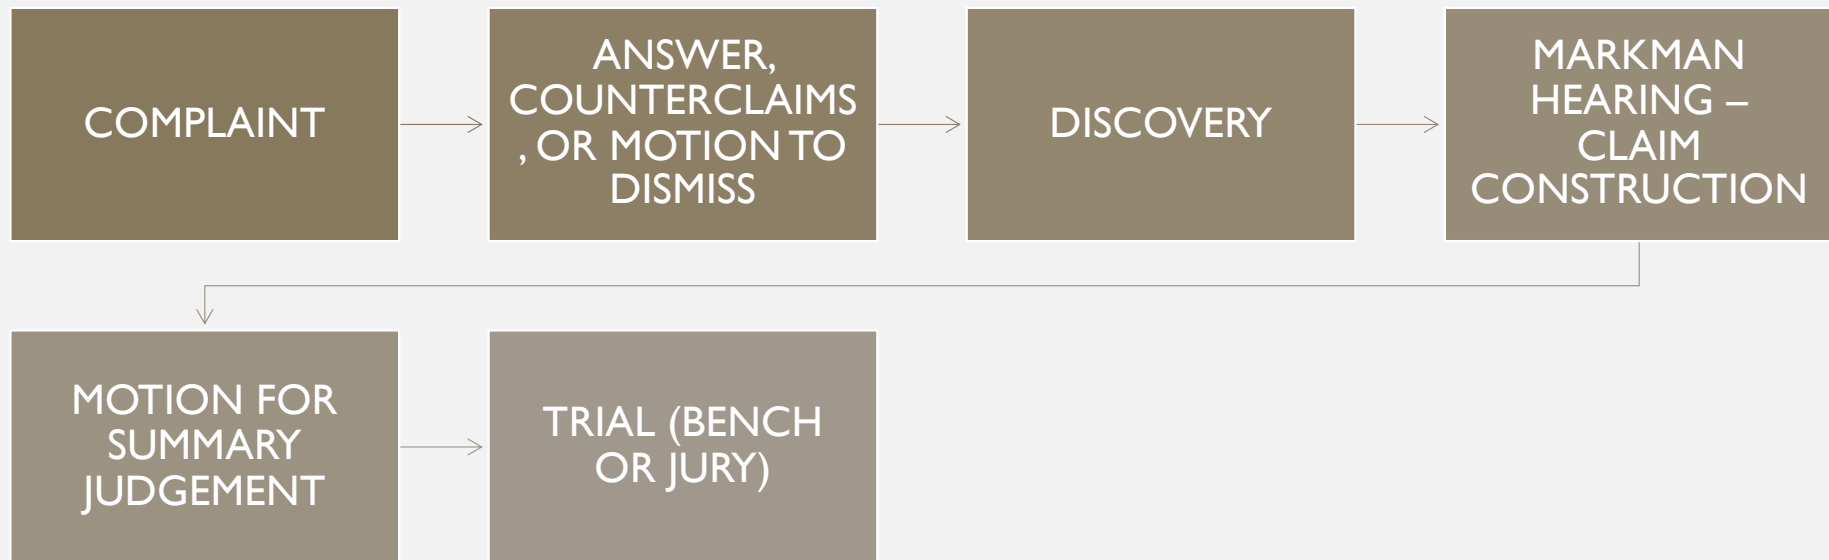 COMPLAINT
ANSWER,
COUNTERCLAIMS
, OR MOTION TO
DISMISS
DISCOVERY
MARKMAN
HEARING –
CLAIM
CONSTRUCTION
MOTION FOR
SUMMARY
JUDGEMENT
TRIAL (BENCH
OR JURY)